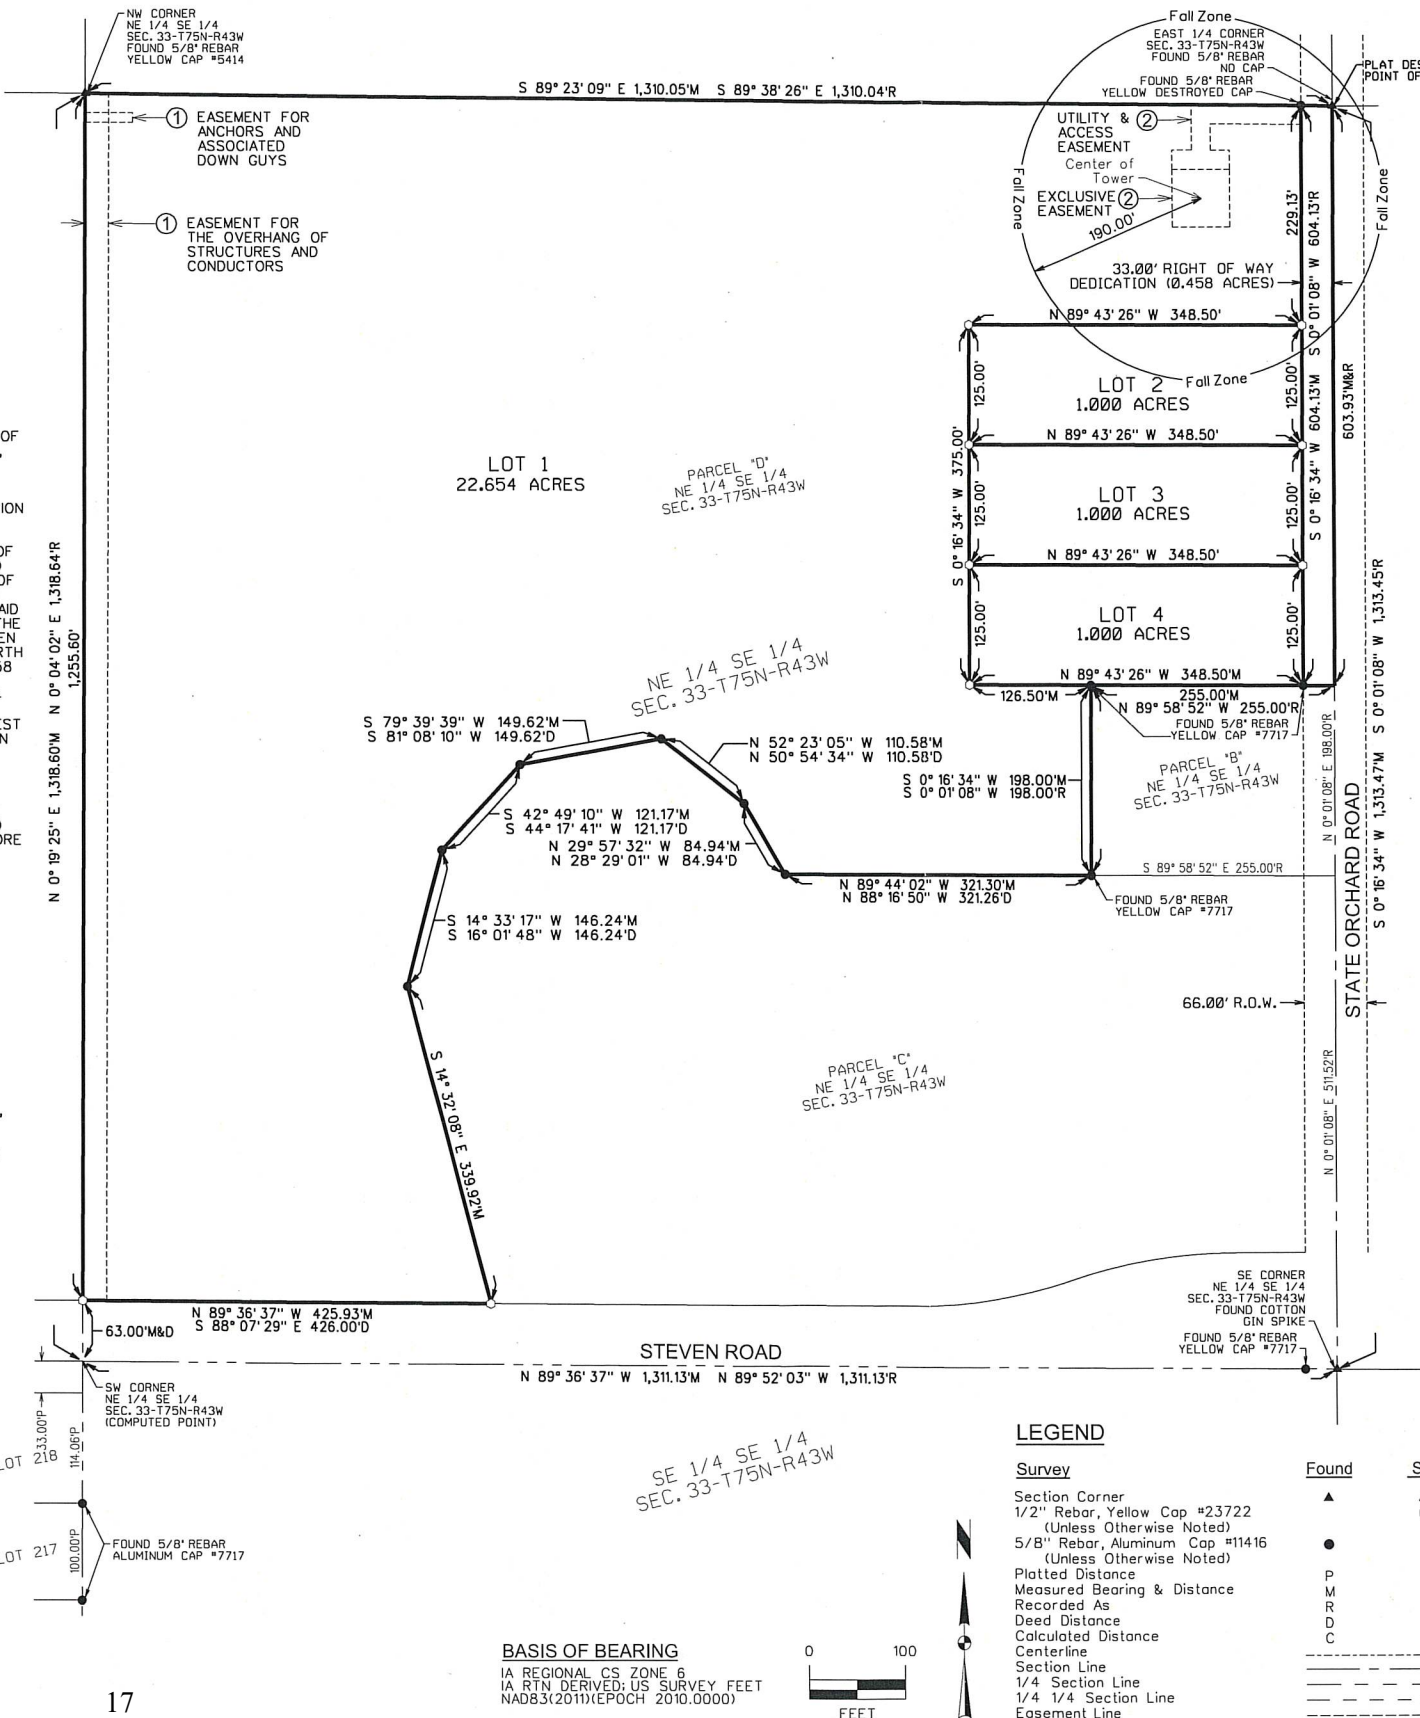 NW CORNER
NE 1/4 SE 1/4
SEC. 33-T75N-R43W
FOUND 5/8" REBAR
YELLOW CAP #5414
S 89° 23' 09" E 1,310.05'M S 89° 38' 26" E 1,310.04'R
Fall Zone
EAST 1/4 CORNER
SEC. 33-T75N-R43W
FOUND 5/8" REBAR
NO CAP
FOUND 5/8" REBAR
YELLOW DESTROYED CAP
PLAT DES
POINT OF
1 EASEMENT FOR
ANCHORS AND
ASSOCIATED
DOWN GUYS
1 EASEMENT FOR
THE OVERHANG OF
STRUCTURES AND
CONDUCTORS
UTILITY & 2
ACCESS
EASEMENT
Center of
Tower
EXCLUSIVE 2
EASEMENT
190.00'
Fall Zone
Fall Zone
229.13'
S 0° 01' 08" W 604.13'R
33.00' RIGHT OF WAY
DEDICATION (0.458 ACRES)
N 89° 43' 26" W 348.50'
LOT 2
1.000 ACRES
Fall Zone
125.00'
125.00'
S 0° 16' 34" W 604.13'M
603.93'M&R
N 89° 43' 26" W 348.50'
S 0° 16' 34" W 375.00'
LOT 3
1.000 ACRES
125.00'
125.00'
N 89° 43' 26" W 348.50'
LOT 4
1.000 ACRES
125.00'
125.00'
N 89° 43' 26" W 348.50'M
126.50'M
255.00'M
N 89° 58' 52" W 255.00'R
FOUND 5/8" REBAR
YELLOW CAP #7717
LOT 1
22.654 ACRES
PARCEL "D"
NE 1/4 SE 1/4
SEC. 33-T75N-R43W
OF
ION
OF
OF
AID
THE
EN
RTH
58
EST
N
ORE
N 0° 19' 25" E 1,318.60'M N 0° 04' 02" E 1,318.64'R
1,255.60'
NE 1/4 SE 1/4
SEC. 33-T75N-R43W
S 79° 39' 39" W 149.62'M
S 81° 08' 10" W 149.62'D
N 52° 23' 05" W 110.58'M
N 50° 54' 34" W 110.58'D
S 0° 16' 34" W 198.00'M
S 0° 01' 08" W 198.00'R
PARCEL "B"
NE 1/4 SE 1/4
SEC. 33-T75N-R43W
N 0° 01' 08" E 198.00'R
S 42° 49' 10" W 121.17'M
S 44° 17' 41" W 121.17'D
N 29° 57' 32" W 84.94'M
N 28° 29' 01" W 84.94'D
N 89° 44' 02" W 321.30'M
N 88° 16' 50" W 321.26'D
S 89° 58' 52" E 255.00'R
FOUND 5/8" REBAR
YELLOW CAP #7717
S 14° 33' 17" W 146.24'M
S 16° 01' 48" W 146.24'D
STATE ORCHARD ROAD
S 0° 16' 34" W 1,313.47'M S 0° 01' 08" W 1,313.45'R
66.00' R.O.W.
S 14° 32' 08" E 339.92'M
PARCEL "C"
NE 1/4 SE 1/4
SEC. 33-T75N-R43W
N 0° 01' 08" E 511.52'R
N 89° 36' 37" W 425.93'M
S 88° 07' 29" E 426.00'D
63.00'M&D
SE CORNER
NE 1/4 SE 1/4
SEC. 33-T75N-R43W
FOUND COTTON
GIN SPIKE
FOUND 5/8" REBAR
YELLOW CAP #7717
STEVEN ROAD
N 89° 36' 37" W 1,311.13'M N 89° 52' 03" W 1,311.13'R
SW CORNER
NE 1/4 SE 1/4
SEC. 33-T75N-R43W
(COMPUTED POINT)
33.00'P
114.06'P
LOT 218
LOT 217
100.00'P
FOUND 5/8" REBAR
ALUMINUM CAP #7717
SE 1/4 SE 1/4
SEC. 33-T75N-R43W
LEGEND
Survey Found S
Section Corner
1/2" Rebar, Yellow Cap #23722
(Unless Otherwise Noted)
5/8" Rebar, Aluminum Cap #11416
(Unless Otherwise Noted)
Platted Distance P
Measured Bearing & Distance M
Recorded As R
Deed Distance D
Calculated Distance C
Centerline
Section Line
1/4 Section Line
1/4 1/4 Section Line
Easement Line
N
BASIS OF BEARING
IA REGIONAL CS ZONE 6
IA RTN DERIVED; US SURVEY FEET
NAD83(2011)(EPOCH 2010.0000)
0 100
FEET
17